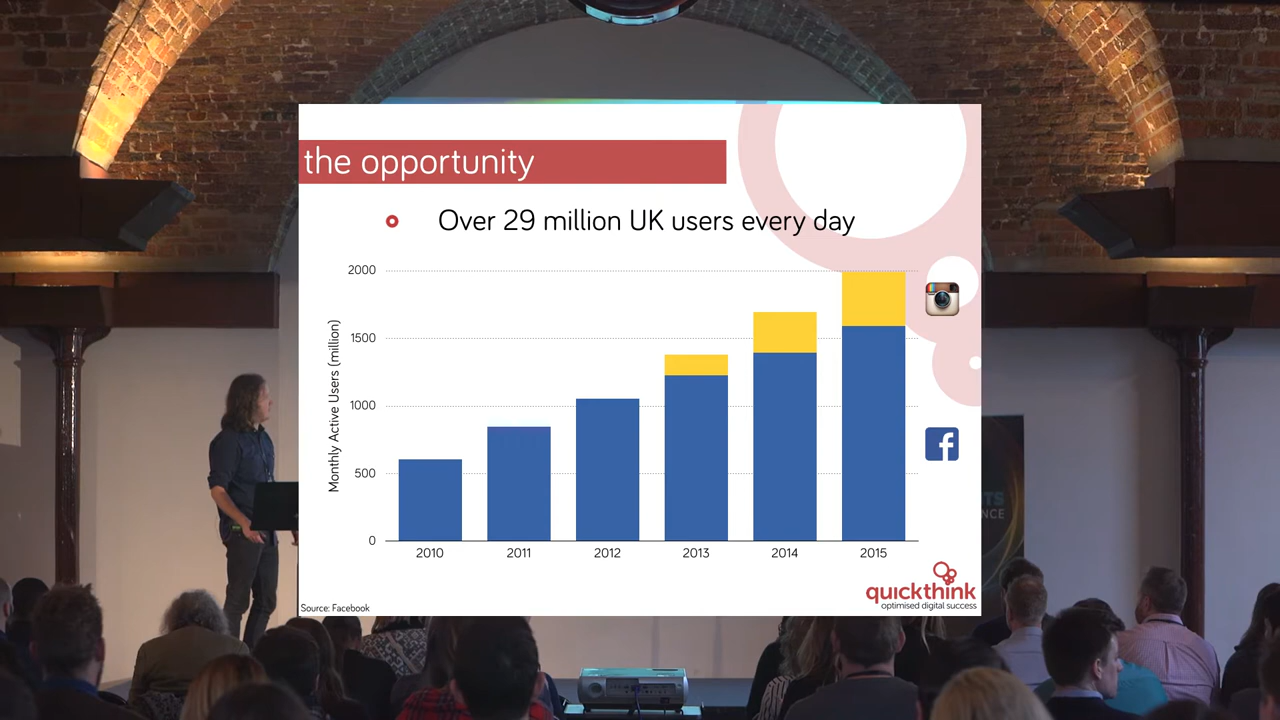 the opportunity
Over 29 million UK users every day
Monthly Active Users (million)
2000
1500
1000
500
0
2010 2011 2012 2013 2014 2015
quickthink
optimised digital success
Source: Facebook